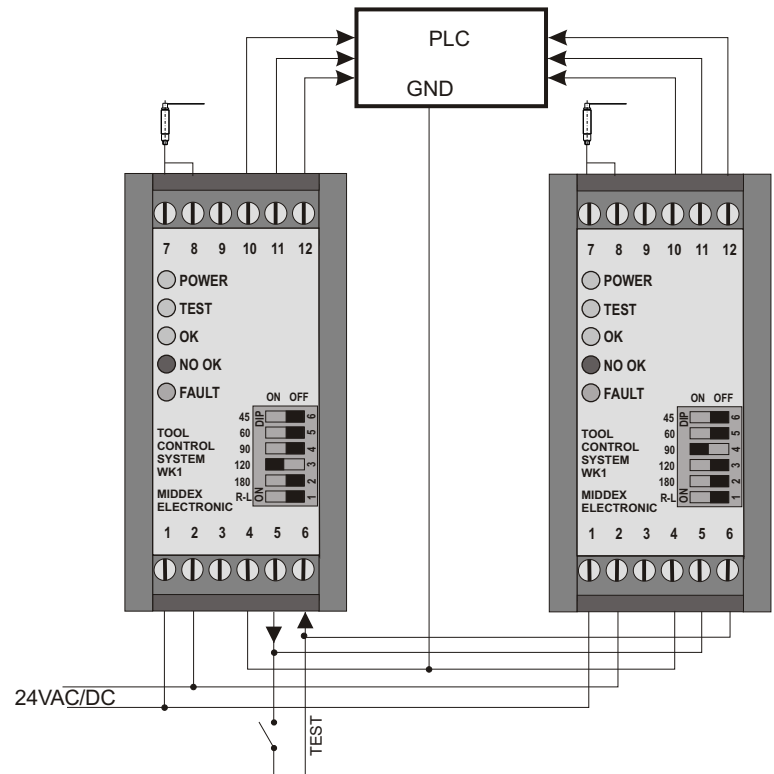 PLC
GND
7 8 9 10 11 12
POWER
TEST
OK
NO OK
FAULT
ON OFF
DIP
45 6
60 5
90 4
120 3
180 2
R-L 1
ON
TOOL
CONTROL
SYSTEM
WK1
MIDDEX
ELECTRONIC
1 2 3 4 5 6
7 8 9 10 11 12
POWER
TEST
OK
NO OK
FAULT
ON OFF
DIP
45 6
60 5
90 4
120 3
180 2
R-L 1
ON
TOOL
CONTROL
SYSTEM
WK1
MIDDEX
ELECTRONIC
1 2 3 4 5 6
24VAC/DC
TEST